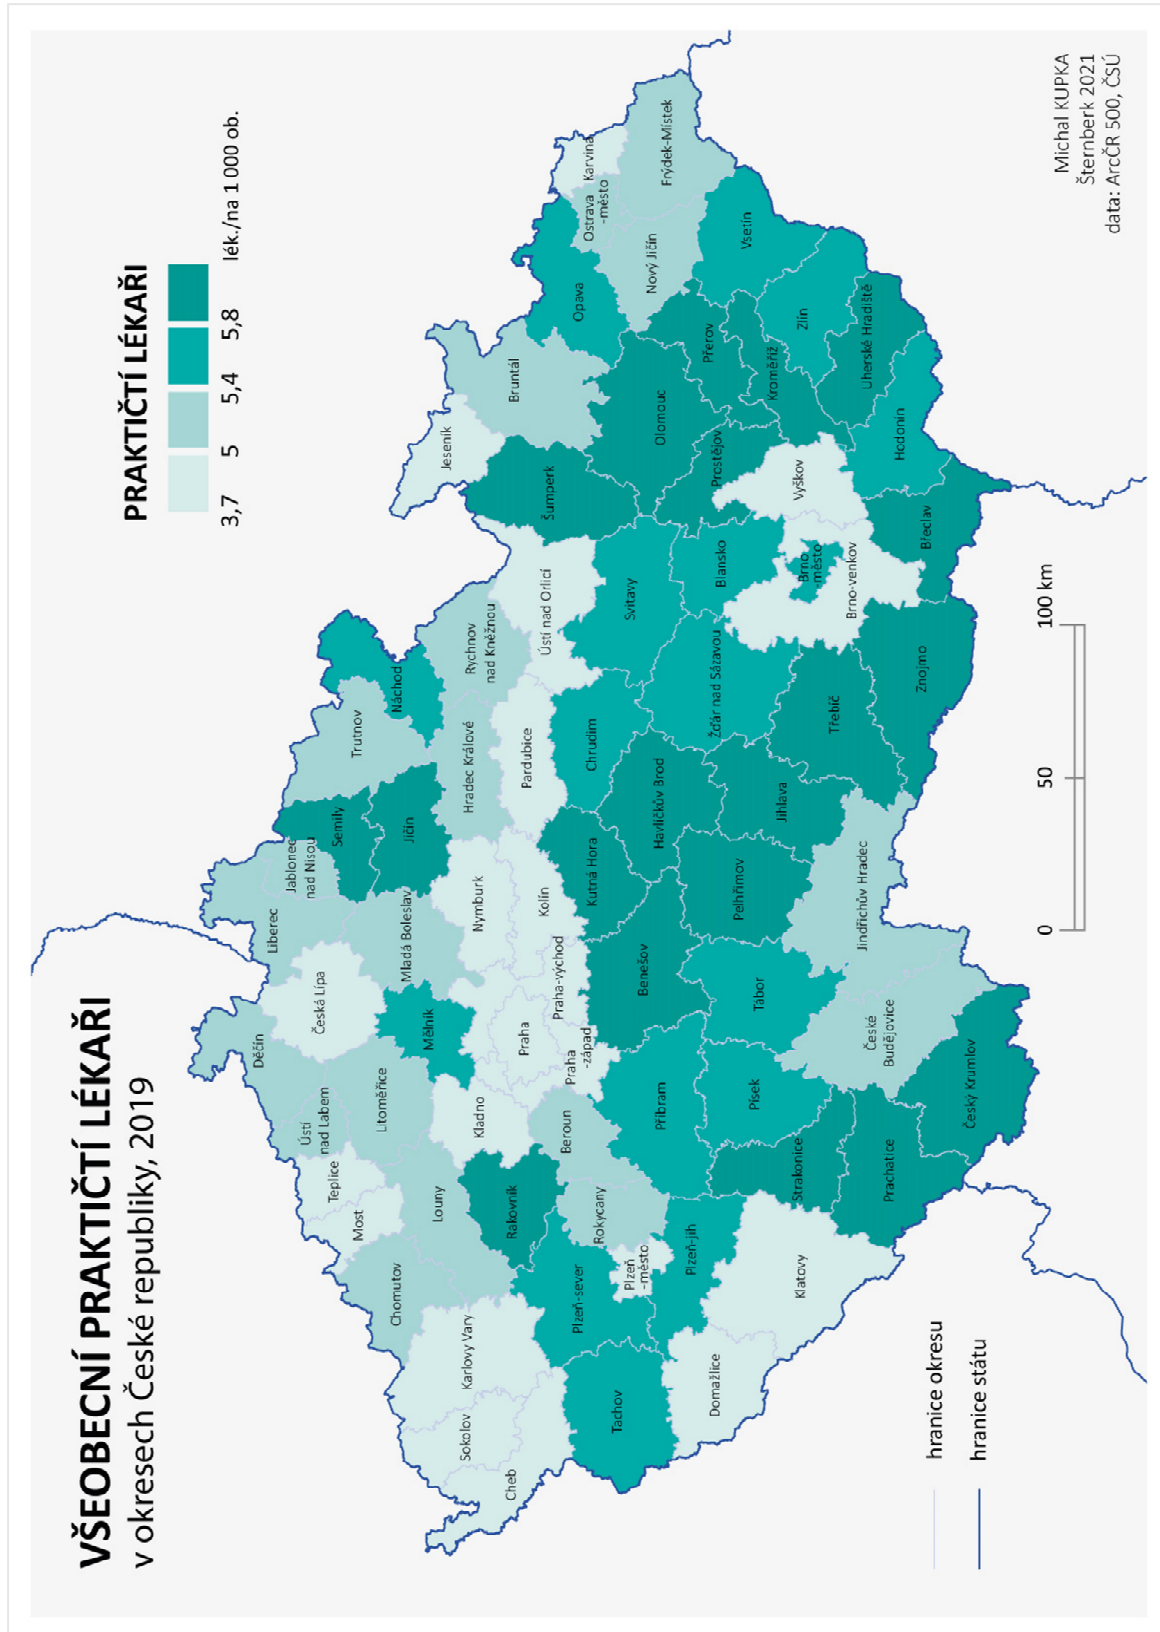 VŠEOBECNÍ PRAKTIČTÍ LÉKAŘI
v okresech České republiky, 2019
PRAKTIČTÍ LÉKAŘI
3,7
5
5,4
5,8
lék./na 1 000 ob.
Děčín
Liberec
Jablonec
nad Nisou
Česká Lípa
Ústí
nad Labem
Teplice
Most
Chomutov
Louny
Litoměřice
Mělník
Mladá Boleslav
Semily
Jičín
Trutnov
Náchod
Hradec Králové
Rychnov
nad Kněžnou
Jeseník
Bruntál
Šumperk
Opava
Ostrava
-město
Karviná
Frýdek-Místek
Nový Jičín
Cheb
Sokolov
Karlovy Vary
Rakovník
Kladno
Praha
Praha-východ
Praha
-západ
Nymburk
Kolín
Pardubice
Ústí nad Orlicí
Beroun
Rokycany
Plzeň-sever
Plzeň
-město
Plzeň-jih
Tachov
Domažlice
Klatovy
Příbram
Benešov
Kutná Hora
Chrudim
Svitavy
Havlíčkův Brod
Žďár nad Sázavou
Blansko
Olomouc
Prostějov
Přerov
Kroměříž
Vsetín
Zlín
Uherské Hradiště
Hodonín
Vyškov
Brno
-město
Brno-venkov
Břeclav
Znojmo
Třebíč
Jihlava
Pelhřimov
Tábor
Písek
Strakonice
Prachatice
Český Krumlov
České
Budějovice
Jindřichův Hradec
hranice okresu
hranice státu
0
50
100 km
Michal KUPKA
Šternberk 2021
data: ArcČR 500, ČSÚ